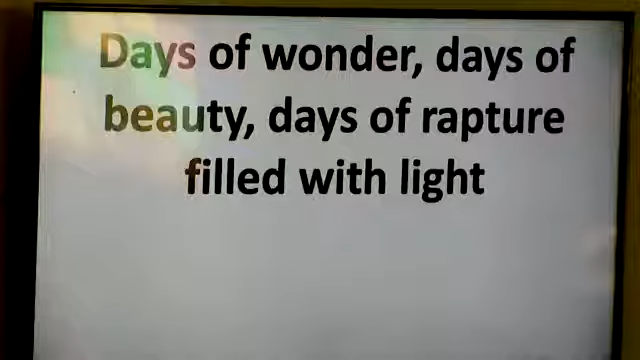 Days of wonder, days of
beauty, days of rapture
filled with light